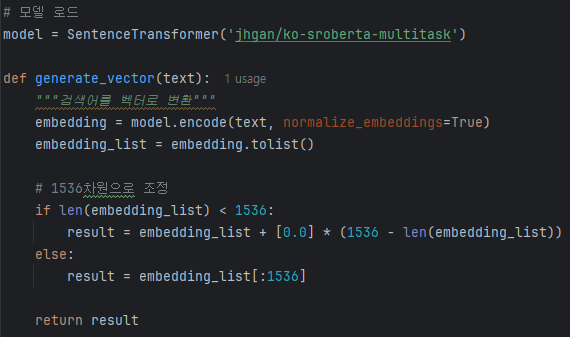 # 모델 로드
model = SentenceTransformer('jhgan/ko-sroberta-multitask')
def generate_vector(text): 1 usage
"""검색어를 벡터로 변환"""
embedding = model.encode(text, normalize_embeddings=True)
embedding_list = embedding.tolist()
# 1536차원으로 조정
if len(embedding_list) < 1536:
result = embedding_list + [0.0] * (1536 - len(embedding_list))
else:
result = embedding_list[:1536]
return result